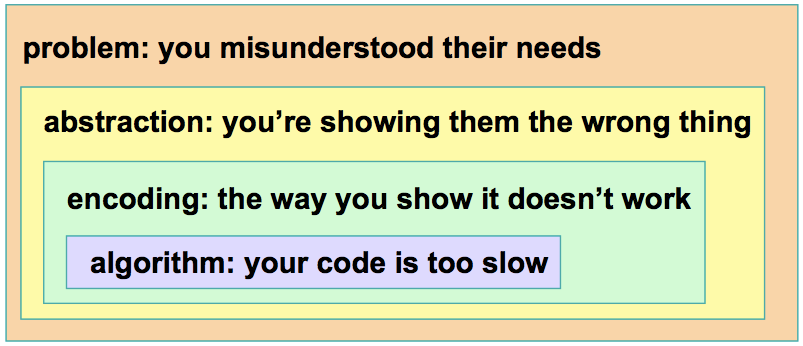 problem: you misunderstood their needs
abstraction: you’re showing them the wrong thing
encoding: the way you show it doesn’t work
algorithm: your code is too slow